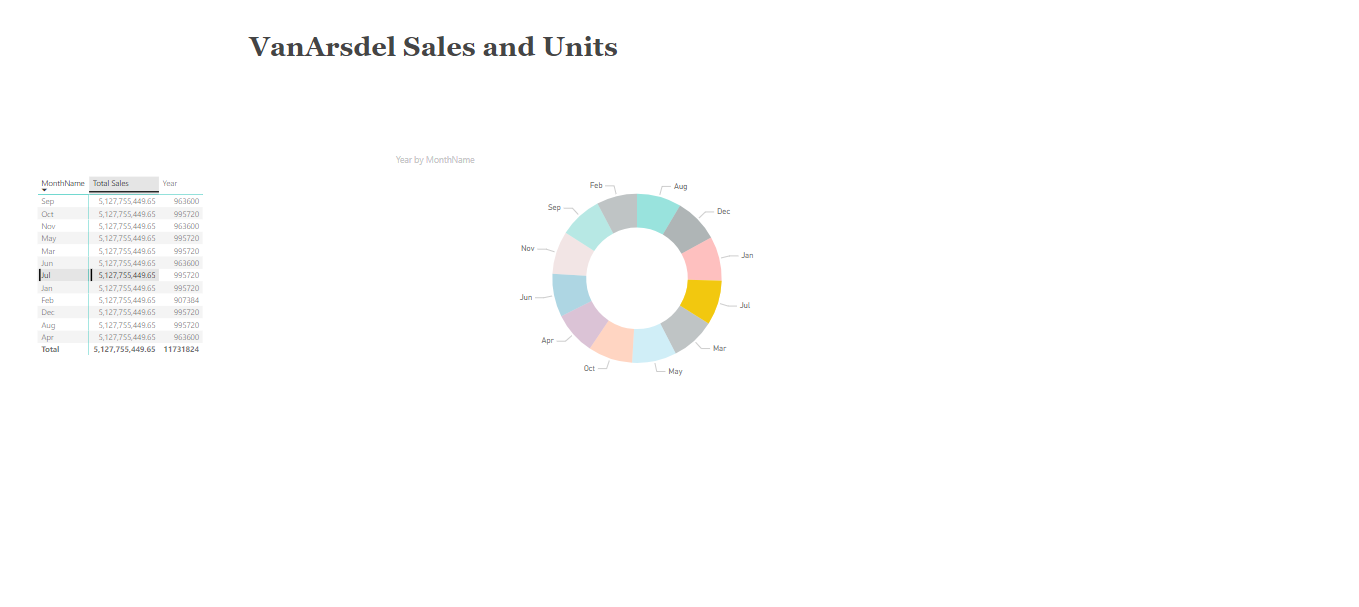 VanArsdel Sales and Units
Year by MonthName
MonthName Total Sales Year
Sep 5,127,755,449.65 963600
Oct 5,127,755,449.65 995720
Nov 5,127,755,449.65 963600
May 5,127,755,449.65 995720
Mar 5,127,755,449.65 995720
Jun 5,127,755,449.65 963600
Jul 5,127,755,449.65 995720
Jan 5,127,755,449.65 995720
Feb 5,127,755,449.65 907384
Dec 5,127,755,449.65 995720
Aug 5,127,755,449.65 995720
Apr 5,127,755,449.65 963600
Total 5,127,755,449.65 11731824
Feb
Aug
Sep
Dec
Nov
Jan
Jun
Jul
Apr
Mar
Oct
May